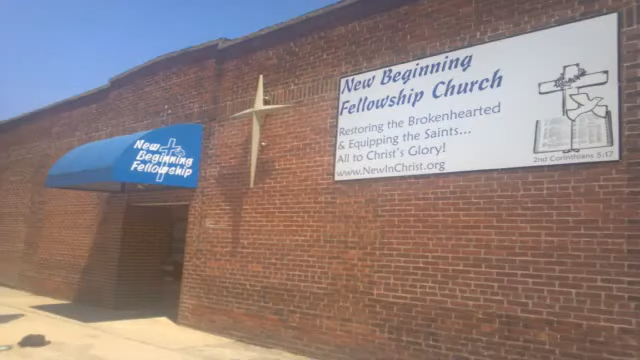 New
Beginning
Fellowship
New Beginning
Fellowship Church
Restoring the Brokenhearted
& Equipping the Saints...
All to Christ's Glory!
www.NewInChrist.org
2nd Corinthians 5:17